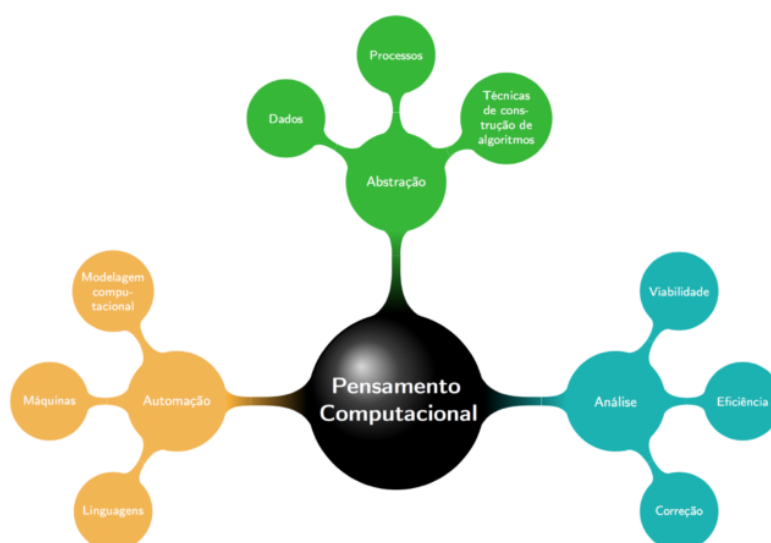 Processos
Dados
Técnicas
de cons-
trução de
algoritmos
Abstração
Modelagem
compu-
tacional
Máquinas
Automação
Linguagens
Pensamento
Computacional
Viabilidade
Análise
Eficiência
Correção